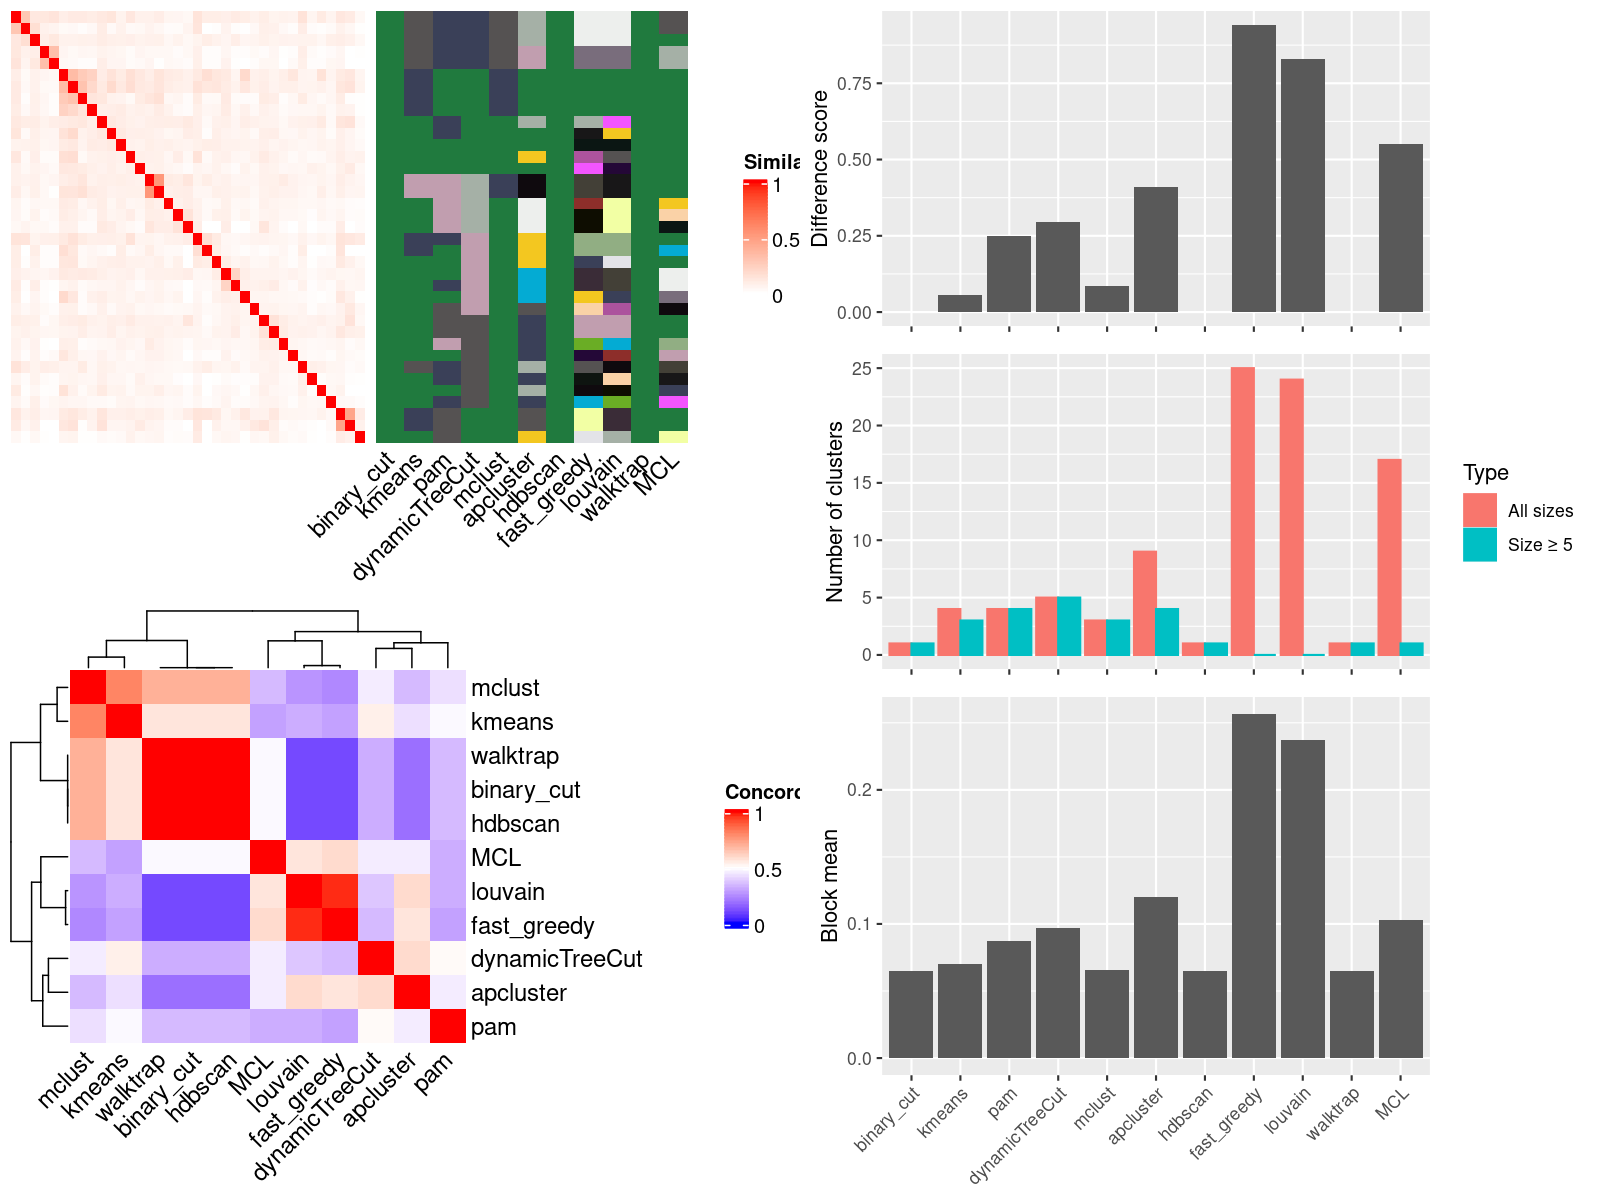 Simila
1
0.5
0
binary_cut
kmeans
pam
dynamicTreeCut
mclust
apcluster
hdbscan
fast_greedy
louvain
walktrap
MCL
mclust
kmeans
walktrap
binary_cut
hdbscan
MCL
louvain
fast_greedy
dynamicTreeCut
apcluster
pam
mclust
kmeans
walktrap
binary_cut
hdbscan
MCL
louvain
fast_greedy
dynamicTreeCut
apcluster
pam
Concord
1
0.5
0
Difference score
0.75
0.50
0.25
0.00
Number of clusters
25
20
15
10
5
0
Type
All sizes
Size ≥ 5
Block mean
0.2
0.1
0.0
binary_cut
kmeans
pam
dynamicTreeCut
mclust
apcluster
hdbscan
fast_greedy
louvain
walktrap
MCL